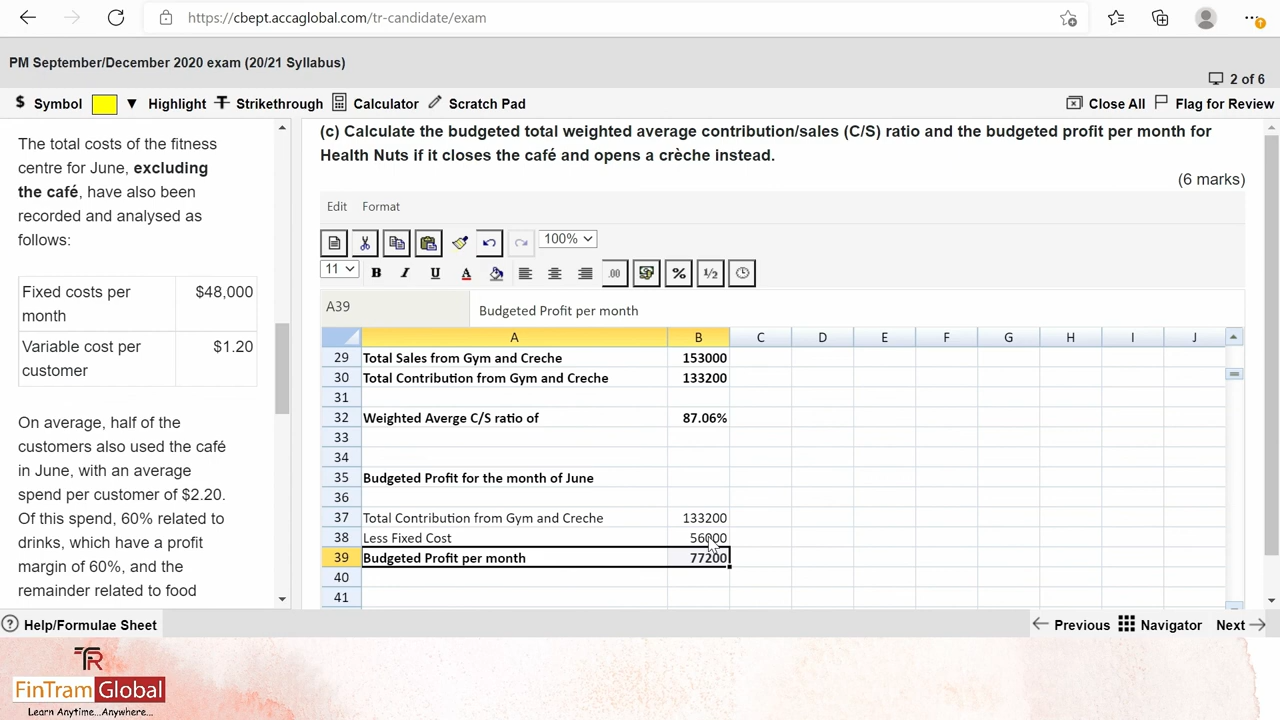 https://cbept.accaglobal.com/tr-candidate/exam
PM September/December 2020 exam (20/21 Syllabus)
2 of 6
$ Symbol Highlight Strikethrough Calculator Scratch Pad Close All Flag for Review
The total costs of the fitness
centre for June, excluding
the café, have also been
recorded and analysed as
follows:
Fixed costs per
month
$48,000
Variable cost per
customer
$1.20
On average, half of the
customers also used the café
in June, with an average
spend per customer of $2.20.
Of this spend, 60% related to
drinks, which have a profit
margin of 60%, and the
remainder related to food
(c) Calculate the budgeted total weighted average contribution/sales (C/S) ratio and the budgeted profit per month for
Health Nuts if it closes the café and opens a crèche instead.
(6 marks)
Edit Format
100%
11 B I U A .00 % 1/2
A39 Budgeted Profit per month
A B C D E F G H I J
29 Total Sales from Gym and Creche 153000
30 Total Contribution from Gym and Creche 133200
31
32 Weighted Averge C/S ratio of 87.06%
33
34
35 Budgeted Profit for the month of June
36
37 Total Contribution from Gym and Creche 133200
38 Less Fixed Cost 56000
39 Budgeted Profit per month 77200
40
41
? Help/Formulae Sheet
Previous Navigator Next
FinTram Global
Learn Anytime...Anywhere...